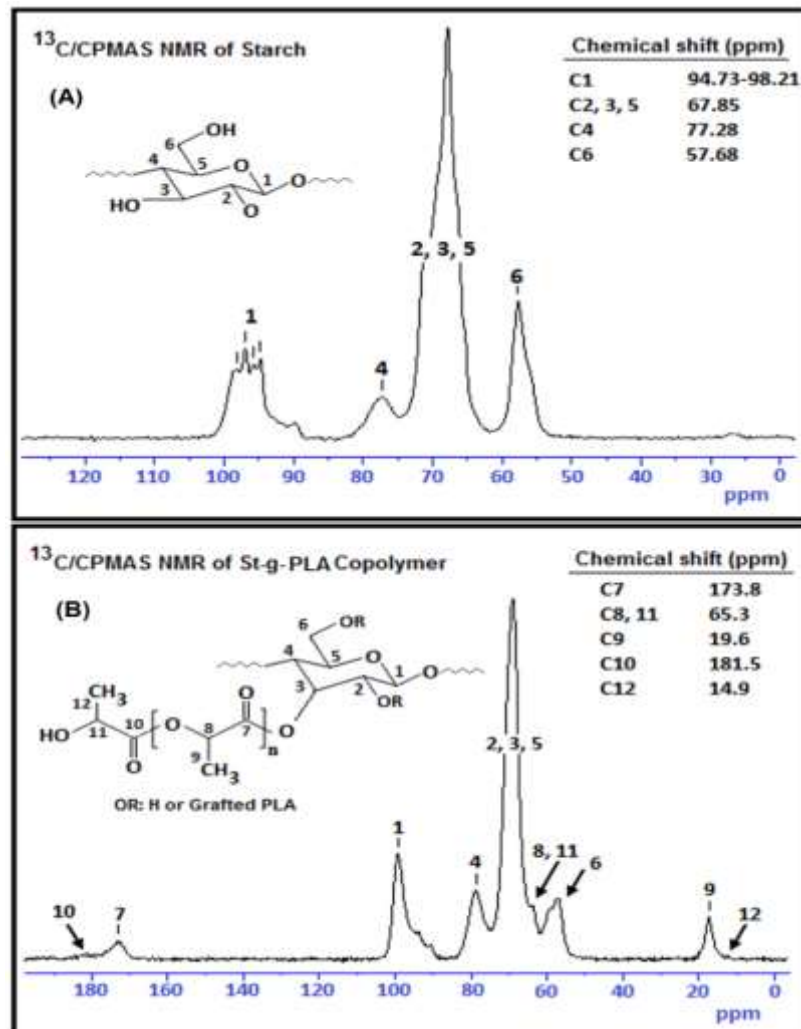 13C/CPMAS NMR of Starch
(A)
Chemical shift (ppm)
C1 94.73-98.21
C2, 3, 5 67.85
C4 77.28
C6 57.68
6 OH
4 5 O
1 O
HO 3 2 O
1
4
2, 3, 5
6
120 100 90 80 70 60 50 40 30 20 10 0
ppm
13C/CPMAS NMR of St-g-PLA Copolymer
(B)
Chemical shift (ppm)
C7 173.8
C8, 11 65.3
C9 19.6
C10 181.5
C12 14.9
6 OR
4 5 O
1 O
3 2 OR
12 CH3
HO 11 10 O 8 7 O n O
O
9 CH3
OR: H or Grafted PLA
10
7
1
4
2, 3, 5
8, 11
6
9
12
180 160 140 120 100 80 60 40 20 0
ppm